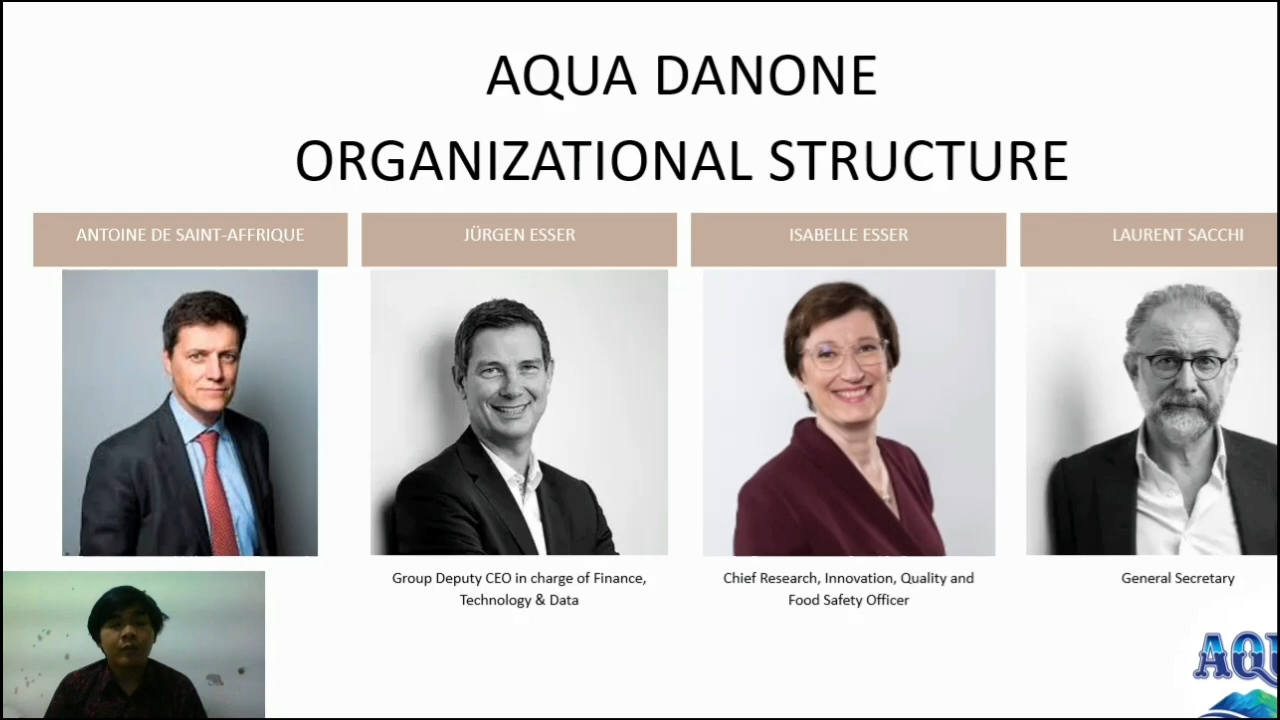 AQUA DANONE
ORGANIZATIONAL STRUCTURE
ANTOINE DE SAINT-AFFRIQUE
JÜRGEN ESSER
ISABELLE ESSER
LAURENT SACCHI
Group Deputy CEO in charge of Finance,
Technology & Data
Chief Research, Innovation, Quality and
Food Safety Officer
General Secretary